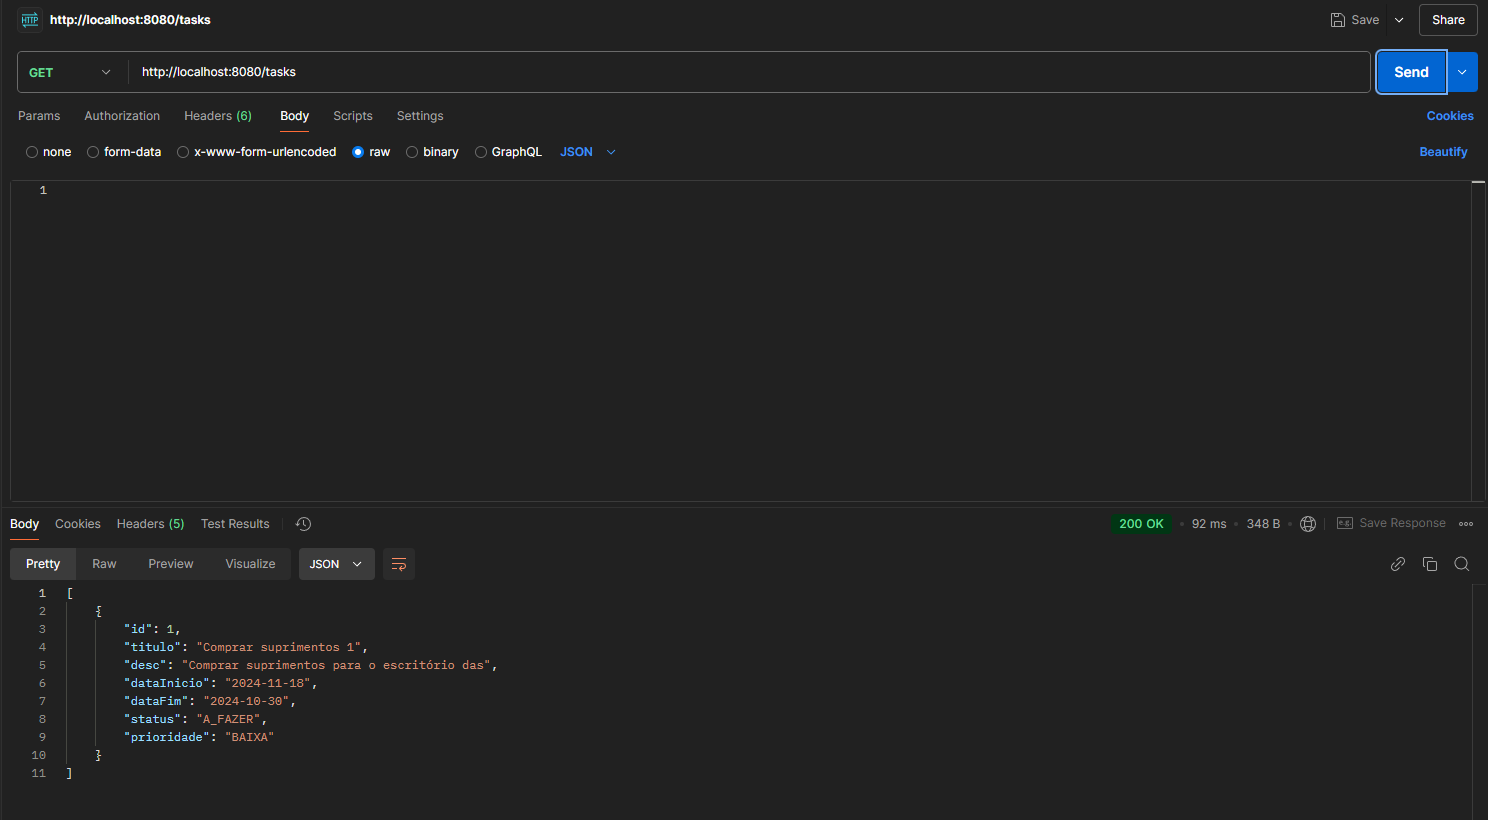 HTTP http://localhost:8080/tasks Save Share
GET http://localhost:8080/tasks Send
Params Authorization Headers (6) Body Scripts Settings Cookies
none form-data x-www-form-urlencoded raw binary GraphQL JSON Beautify
1
Body Cookies Headers (5) Test Results 200 OK • 92 ms • 348 B • e.g. Save Response
Pretty Raw Preview Visualize JSON
1 [
2 {
3 "id": 1,
4 "titulo": "Comprar suprimentos 1",
5 "desc": "Comprar suprimentos para o escritório das",
6 "dataInicio": "2024-11-18",
7 "dataFim": "2024-10-30",
8 "status": "A_FAZER",
9 "prioridade": "BAIXA"
10 }
11 ]